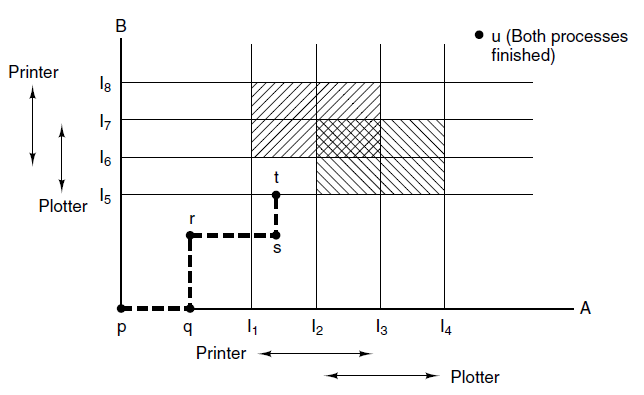 B
u (Both processes
finished)
Printer
I8
I7
I6
I5
Plotter
t
r
s
A
p
q
I1
I2
I3
I4
Printer
Plotter